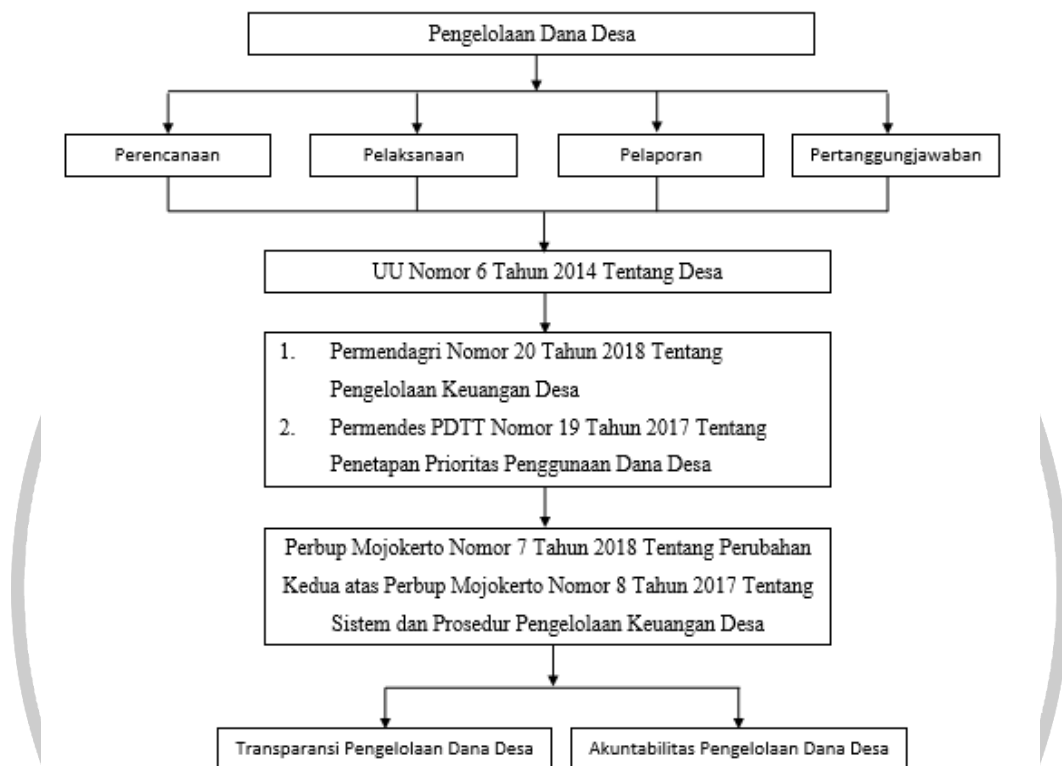 Pengelolaan Dana Desa
Perencanaan
Pelaksanaan
Pelaporan
Pertanggungjawaban
UU Nomor 6 Tahun 2014 Tentang Desa
1. Permendagri Nomor 20 Tahun 2018 Tentang
Pengelolaan Keuangan Desa
2. Permendes PDTT Nomor 19 Tahun 2017 Tentang
Penetapan Prioritas Penggunaan Dana Desa
Perbup Mojokerto Nomor 7 Tahun 2018 Tentang Perubahan
Kedua atas Perbup Mojokerto Nomor 8 Tahun 2017 Tentang
Sistem dan Prosedur Pengelolaan Keuangan Desa
Transparansi Pengelolaan Dana Desa
Akuntabilitas Pengelolaan Dana Desa